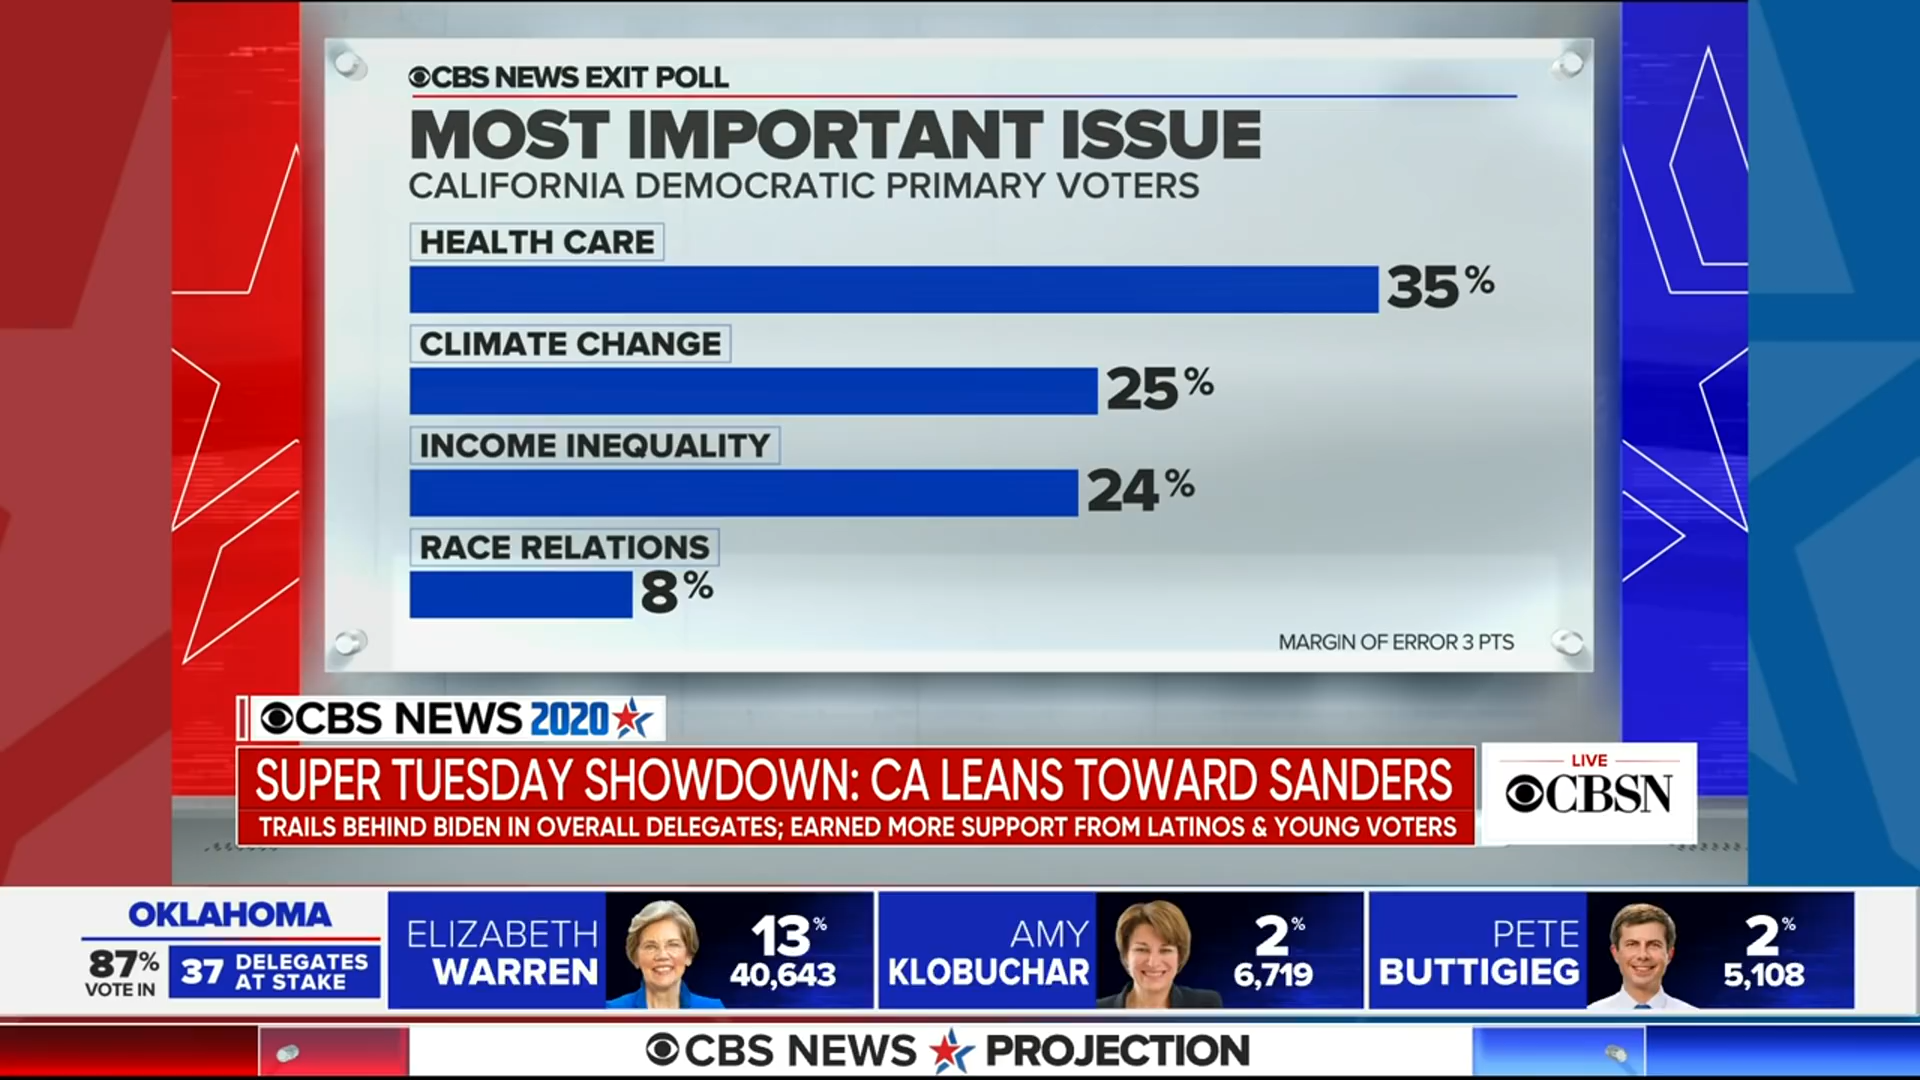 CBS NEWS EXIT POLL
MOST IMPORTANT ISSUE
CALIFORNIA DEMOCRATIC PRIMARY VOTERS
HEALTH CARE
35%
CLIMATE CHANGE
25%
INCOME INEQUALITY
24%
RACE RELATIONS
8%
MARGIN OF ERROR 3 PTS
CBS NEWS 2020
SUPER TUESDAY SHOWDOWN: CA LEANS TOWARD SANDERS
TRAILS BEHIND BIDEN IN OVERALL DELEGATES; EARNED MORE SUPPORT FROM LATINOS & YOUNG VOTERS
LIVE
CBSN
OKLAHOMA
87%
VOTE IN
37 DELEGATES
AT STAKE
ELIZABETH
WARREN
13%
40,643
AMY
KLOBUCHAR
2%
6,719
PETE
BUTTIGIEG
2%
5,108
CBS NEWS PROJECTION